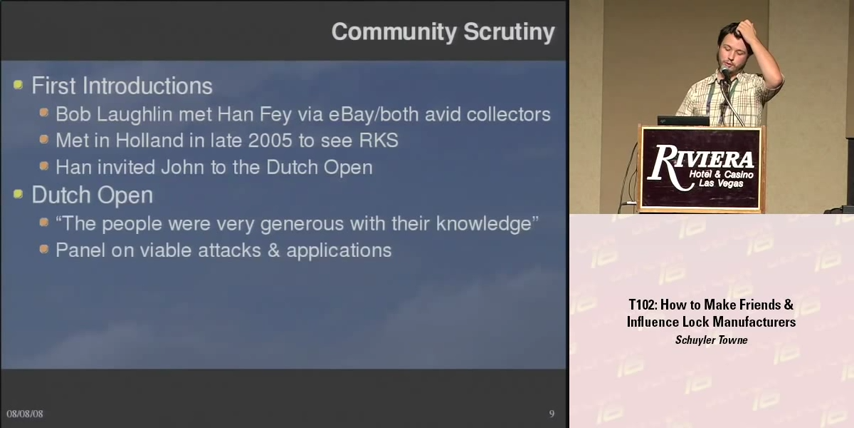 Community Scrutiny
First Introductions
Bob Laughlin met Han Fey via eBay/both avid collectors
Met in Holland in late 2005 to see RKS
Han invited John to the Dutch Open
Dutch Open
“The people were very generous with their knowledge”
Panel on viable attacks & applications
08/08/08
9
RIVIERA
Hotel & Casino
Las Vegas
T102: How to Make Friends &
Influence Lock Manufacturers
Schuyler Towne